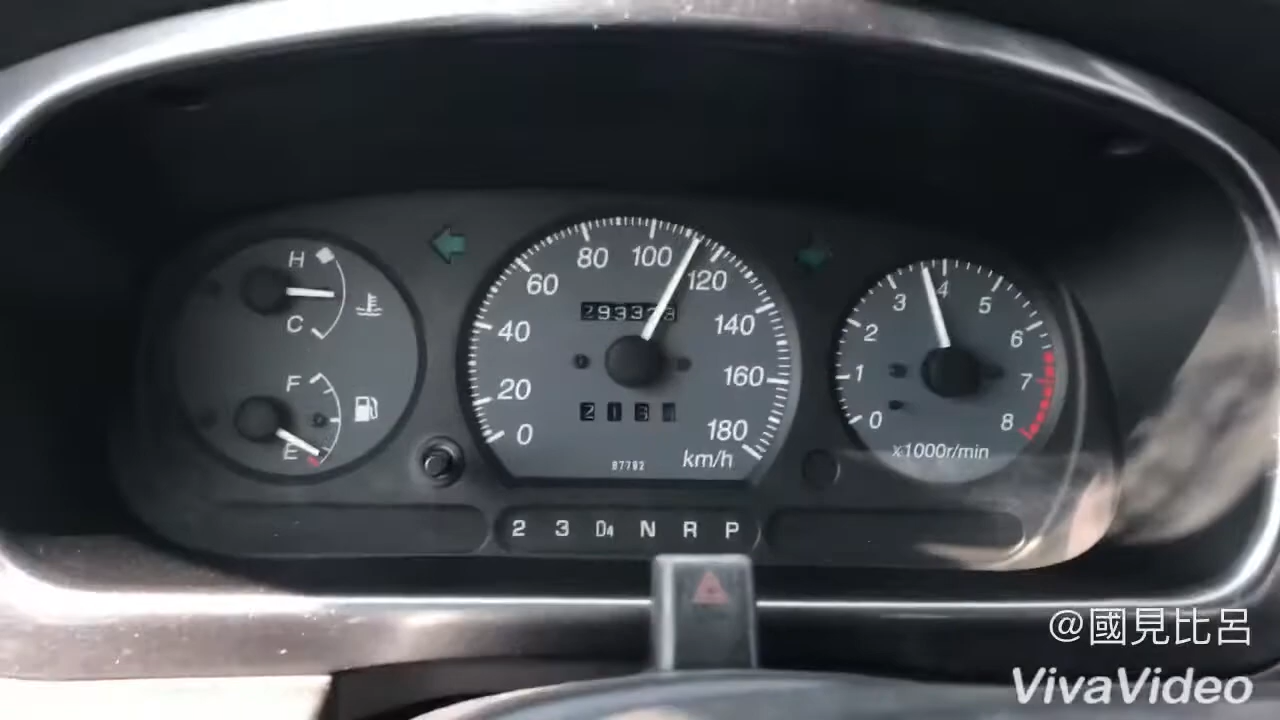 H
C
F
E
0
20
40
60
80
100
120
140
160
180
km/h
87792
0
1
2
3
4
5
6
7
8
x1000r/min
2 3 D4 N R P
@國見比呂
VivaVideo